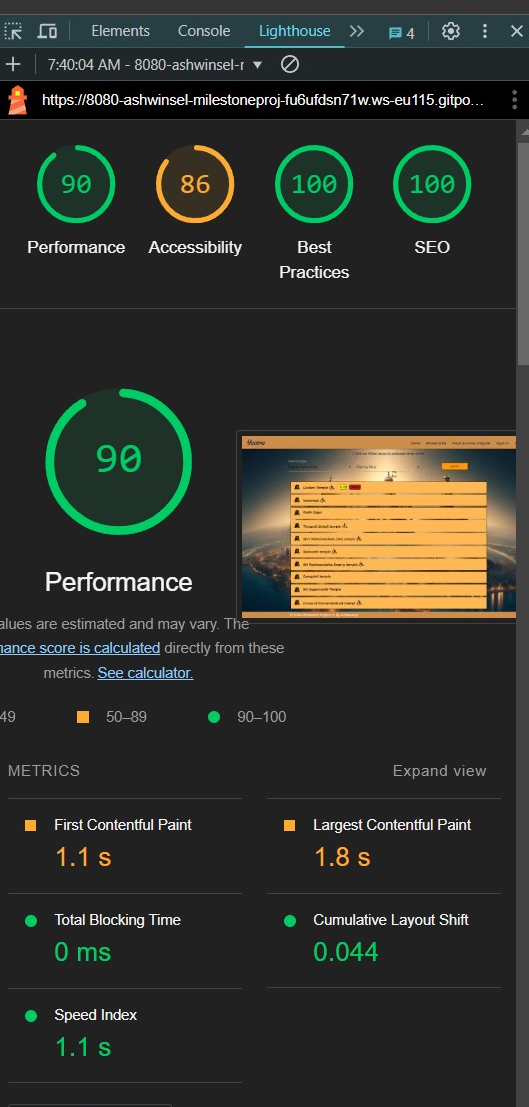 Elements Console Lighthouse 4
7:40:04 AM - 8080-ashwinsel-r
https://8080-ashwinsel-milestoneproj-fu6ufdsn71w.ws-eu115.gitpo…
90 86 100 100
Performance Accessibility Best SEO
Practices
90
Performance
alues are estimated and may vary. The
nance score is calculated directly from these
metrics. See calculator.
49 50–89 90–100
METRICS Expand view
First Contentful Paint Largest Contentful Paint
1.1 s 1.8 s
Total Blocking Time Cumulative Layout Shift
0 ms 0.044
Speed Index
1.1 s